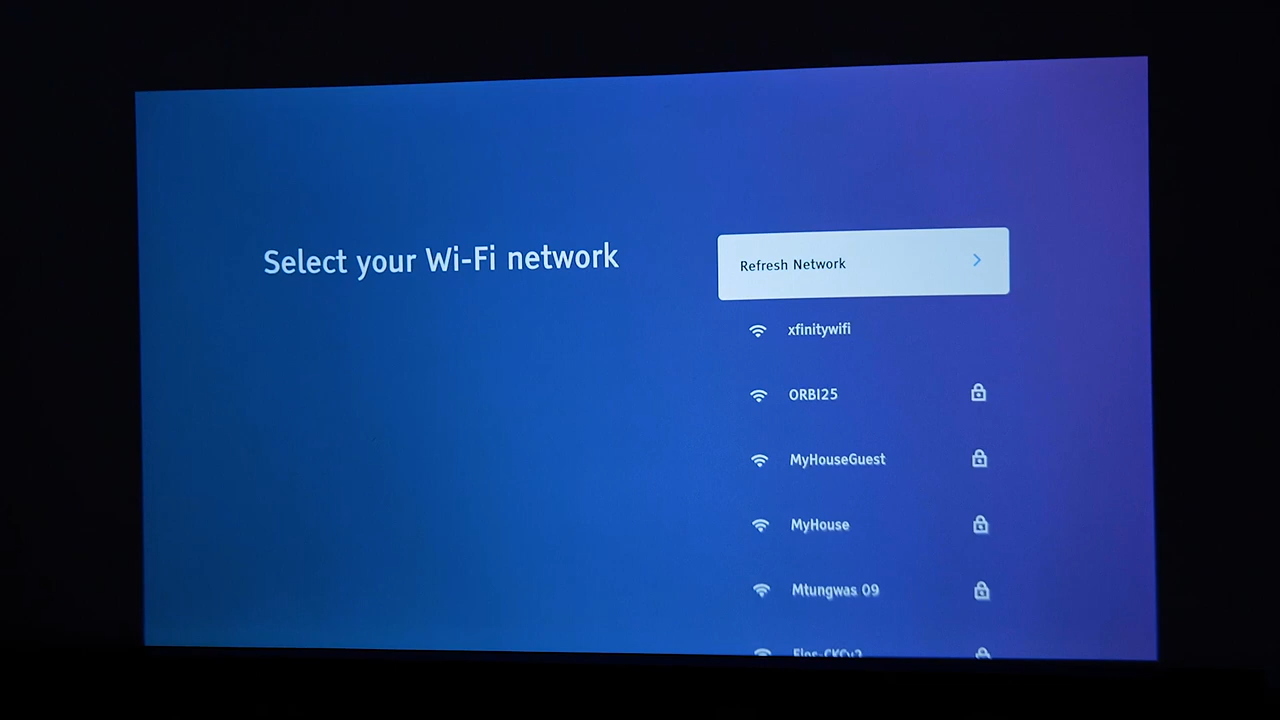 Select your Wi-Fi network
Refresh Network
xfinitywifi
ORBI25
MyHouseGuest
MyHouse
Mtungwas 09